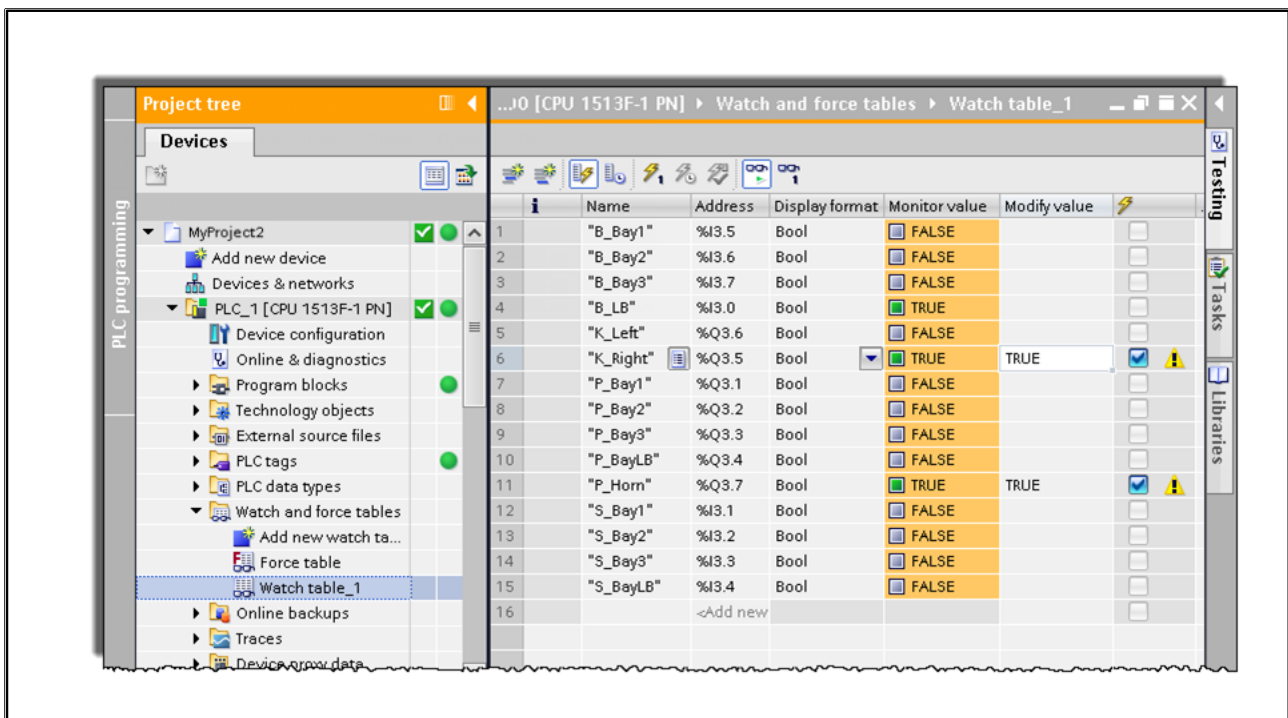 Project tree
Devices
PLC programming
MyProject2
Add new device
Devices & networks
PLC_1 [CPU 1513F-1 PN]
Device configuration
Online & diagnostics
Program blocks
Technology objects
External source files
PLC tags
PLC data types
Watch and force tables
Add new watch ta...
Force table
Watch table_1
Online backups
Traces
Device proxy data
...00 [CPU 1513F-1 PN] Watch and force tables Watch table_1
i Name Address Display format Monitor value Modify value
1 "B_Bay1" %I3.5 Bool FALSE
2 "B_Bay2" %I3.6 Bool FALSE
3 "B_Bay3" %I3.7 Bool FALSE
4 "B_LB" %I3.0 Bool TRUE
5 "K_Left" %Q3.6 Bool FALSE
6 "K_Right" %Q3.5 Bool TRUE TRUE
7 "P_Bay1" %Q3.1 Bool FALSE
8 "P_Bay2" %Q3.2 Bool FALSE
9 "P_Bay3" %Q3.3 Bool FALSE
10 "P_BayLB" %Q3.4 Bool FALSE
11 "P_Horn" %Q3.7 Bool TRUE TRUE
12 "S_Bay1" %I3.1 Bool FALSE
13 "S_Bay2" %I3.2 Bool FALSE
14 "S_Bay3" %I3.3 Bool FALSE
15 "S_BayLB" %I3.4 Bool FALSE
16 <Add new
Testing
Tasks
Libraries